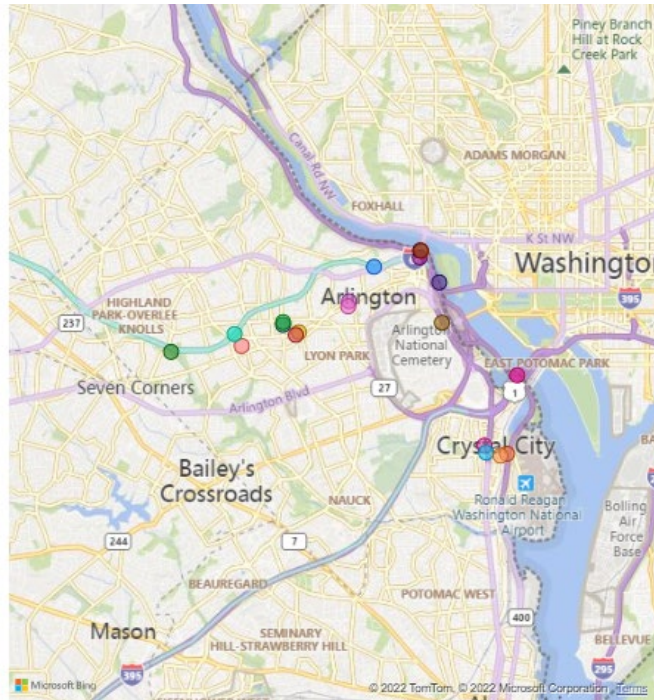 Piney Branch
Hill at Rock
Creek Park
Canal Rd NW
ADAMS MORGAN
FOXHALL
K St NW
Washingto
395
Arlington
HIGHLAND
PARK-OVERLEE
KNOLLS
237
LYON PARK
Arlington
National
Cemetery
EAST POTOMAC PARK
Seven Corners
27
1
Arlington Blvd
Crystal City
Bailey's
Crossroads
NAUCK
Ronald Reagan
Washington National
Airport
Bolling
Air
Force
Base
BA
244
7
BEAUREGARD
POTOMAC WEST
400
Mason
SEMINARY
HILL-STRAWBERRY HILL
BELLEVUE
395
295
Microsoft Bing
© 2022 TomTom, © 2022 Microsoft Corporation Terms